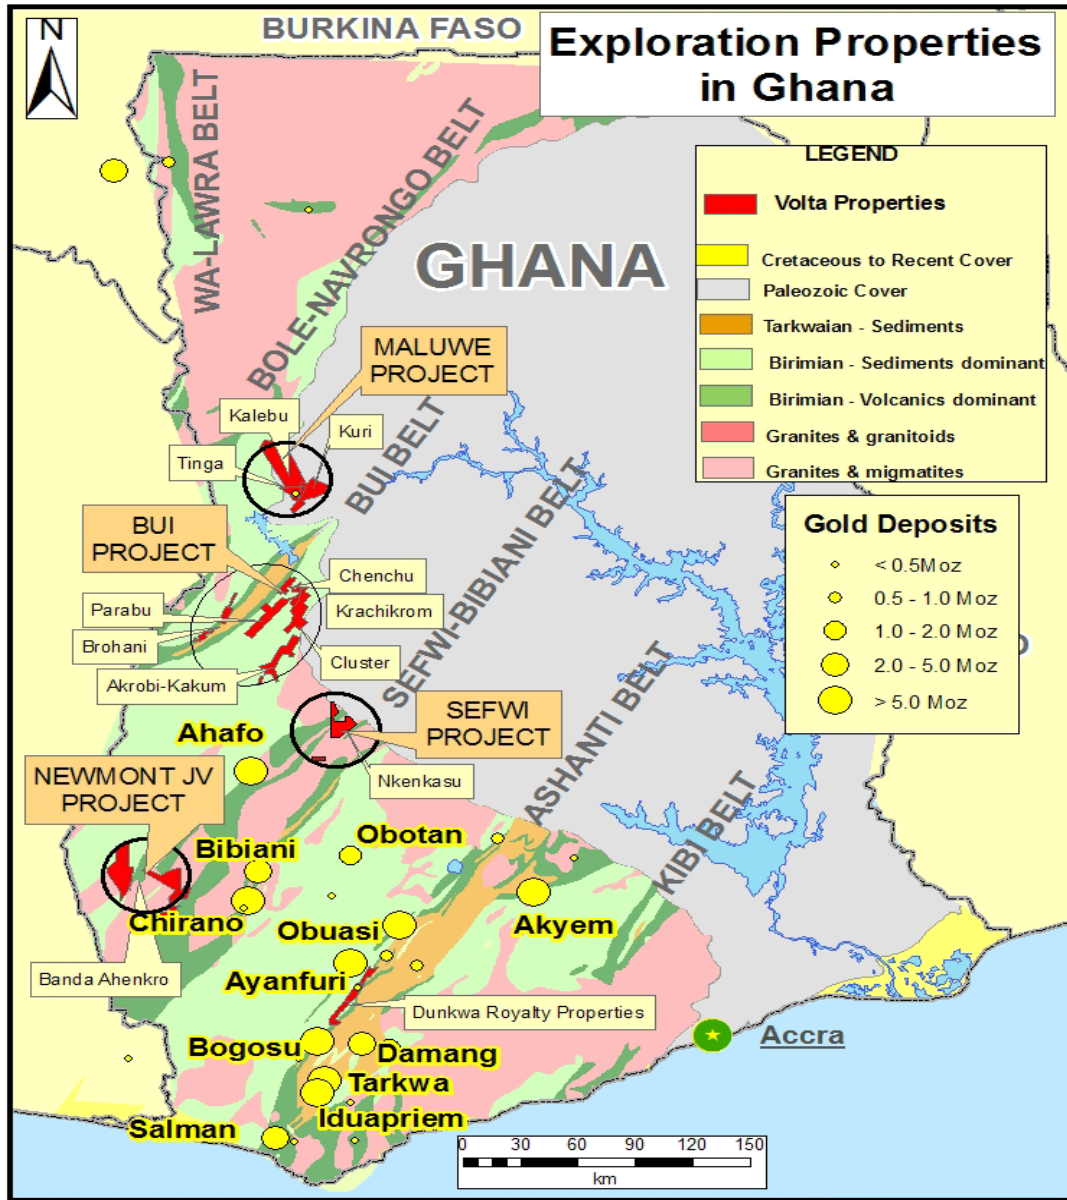 N
BURKINA FASO
Exploration Properties
in Ghana
LEGEND
Volta Properties
Cretaceous to Recent Cover
Paleozoic Cover
Tarkwaian - Sediments
Birimian - Sediments dominant
Birimian - Volcanics dominant
Granites & granitoids
Granites & migmatites
WA-LAWRA BELT
BOLE-NAVRONGO BELT
GHANA
MALUWE
PROJECT
Kalebu
Kuri
Tinga
BUI BELT
SEFWI-BIBIANI BELT
BUI
PROJECT
Chenchu
Parabu
Krachikrom
Brohani
Cluster
Akrobi-Kakum
Gold Deposits
< 0.5Moz
0.5 - 1.0 Moz
1.0 - 2.0 Moz
2.0 - 5.0 Moz
> 5.0 Moz
SEFWI
PROJECT
Ahafo
Nkenkasu
ASHANTI BELT
KIBI BELT
NEWMONT JV
PROJECT
Obotan
Bibiani
Chirano
Obuasi
Akyem
Banda Ahenkro
Ayanfuri
Dunkwa Royalty Properties
Bogosu
Damang
Accra
Tarkwa
Iduapriem
Salman
0 30 60 90 120 150
km